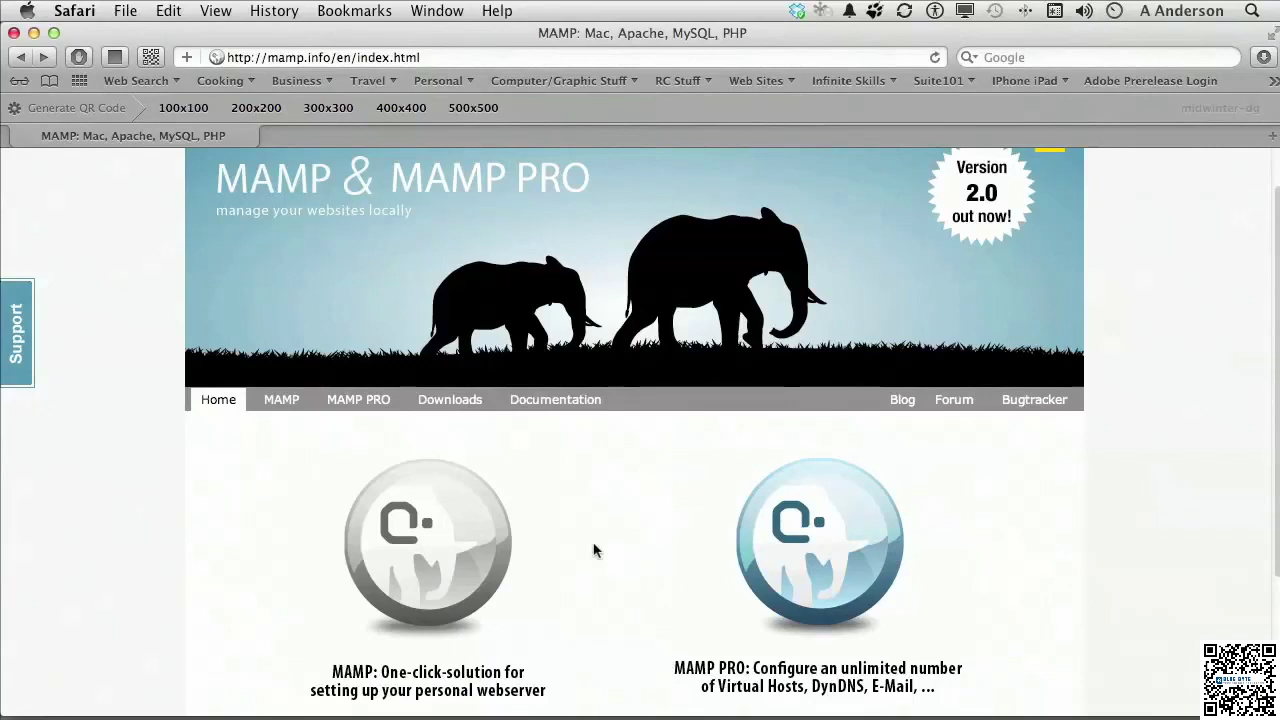 Safari File Edit View History Bookmarks Window Help A Anderson
MAMP: Mac, Apache, MySQL, PHP
http://mamp.info/en/index.html Google
Web Search Cooking Business Travel Personal Computer/Graphic Stuff RC Stuff Web Sites Infinite Skills Suite101 IPhone iPad Adobe Prerelease Login
Generate QR Code 100x100 200x200 300x300 400x400 500x500 midwinter-dg
MAMP: Mac, Apache, MySQL, PHP
MAMP & MAMP PRO
manage your websites locally
Version
2.0
out now!
Support
Home MAMP MAMP PRO Downloads Documentation Blog Forum Bugtracker
MAMP: One-click-solution for
setting up your personal webserver
MAMP PRO: Configure an unlimited number
of Virtual Hosts, DynDNS, E-Mail, ...
BLUE BYTE